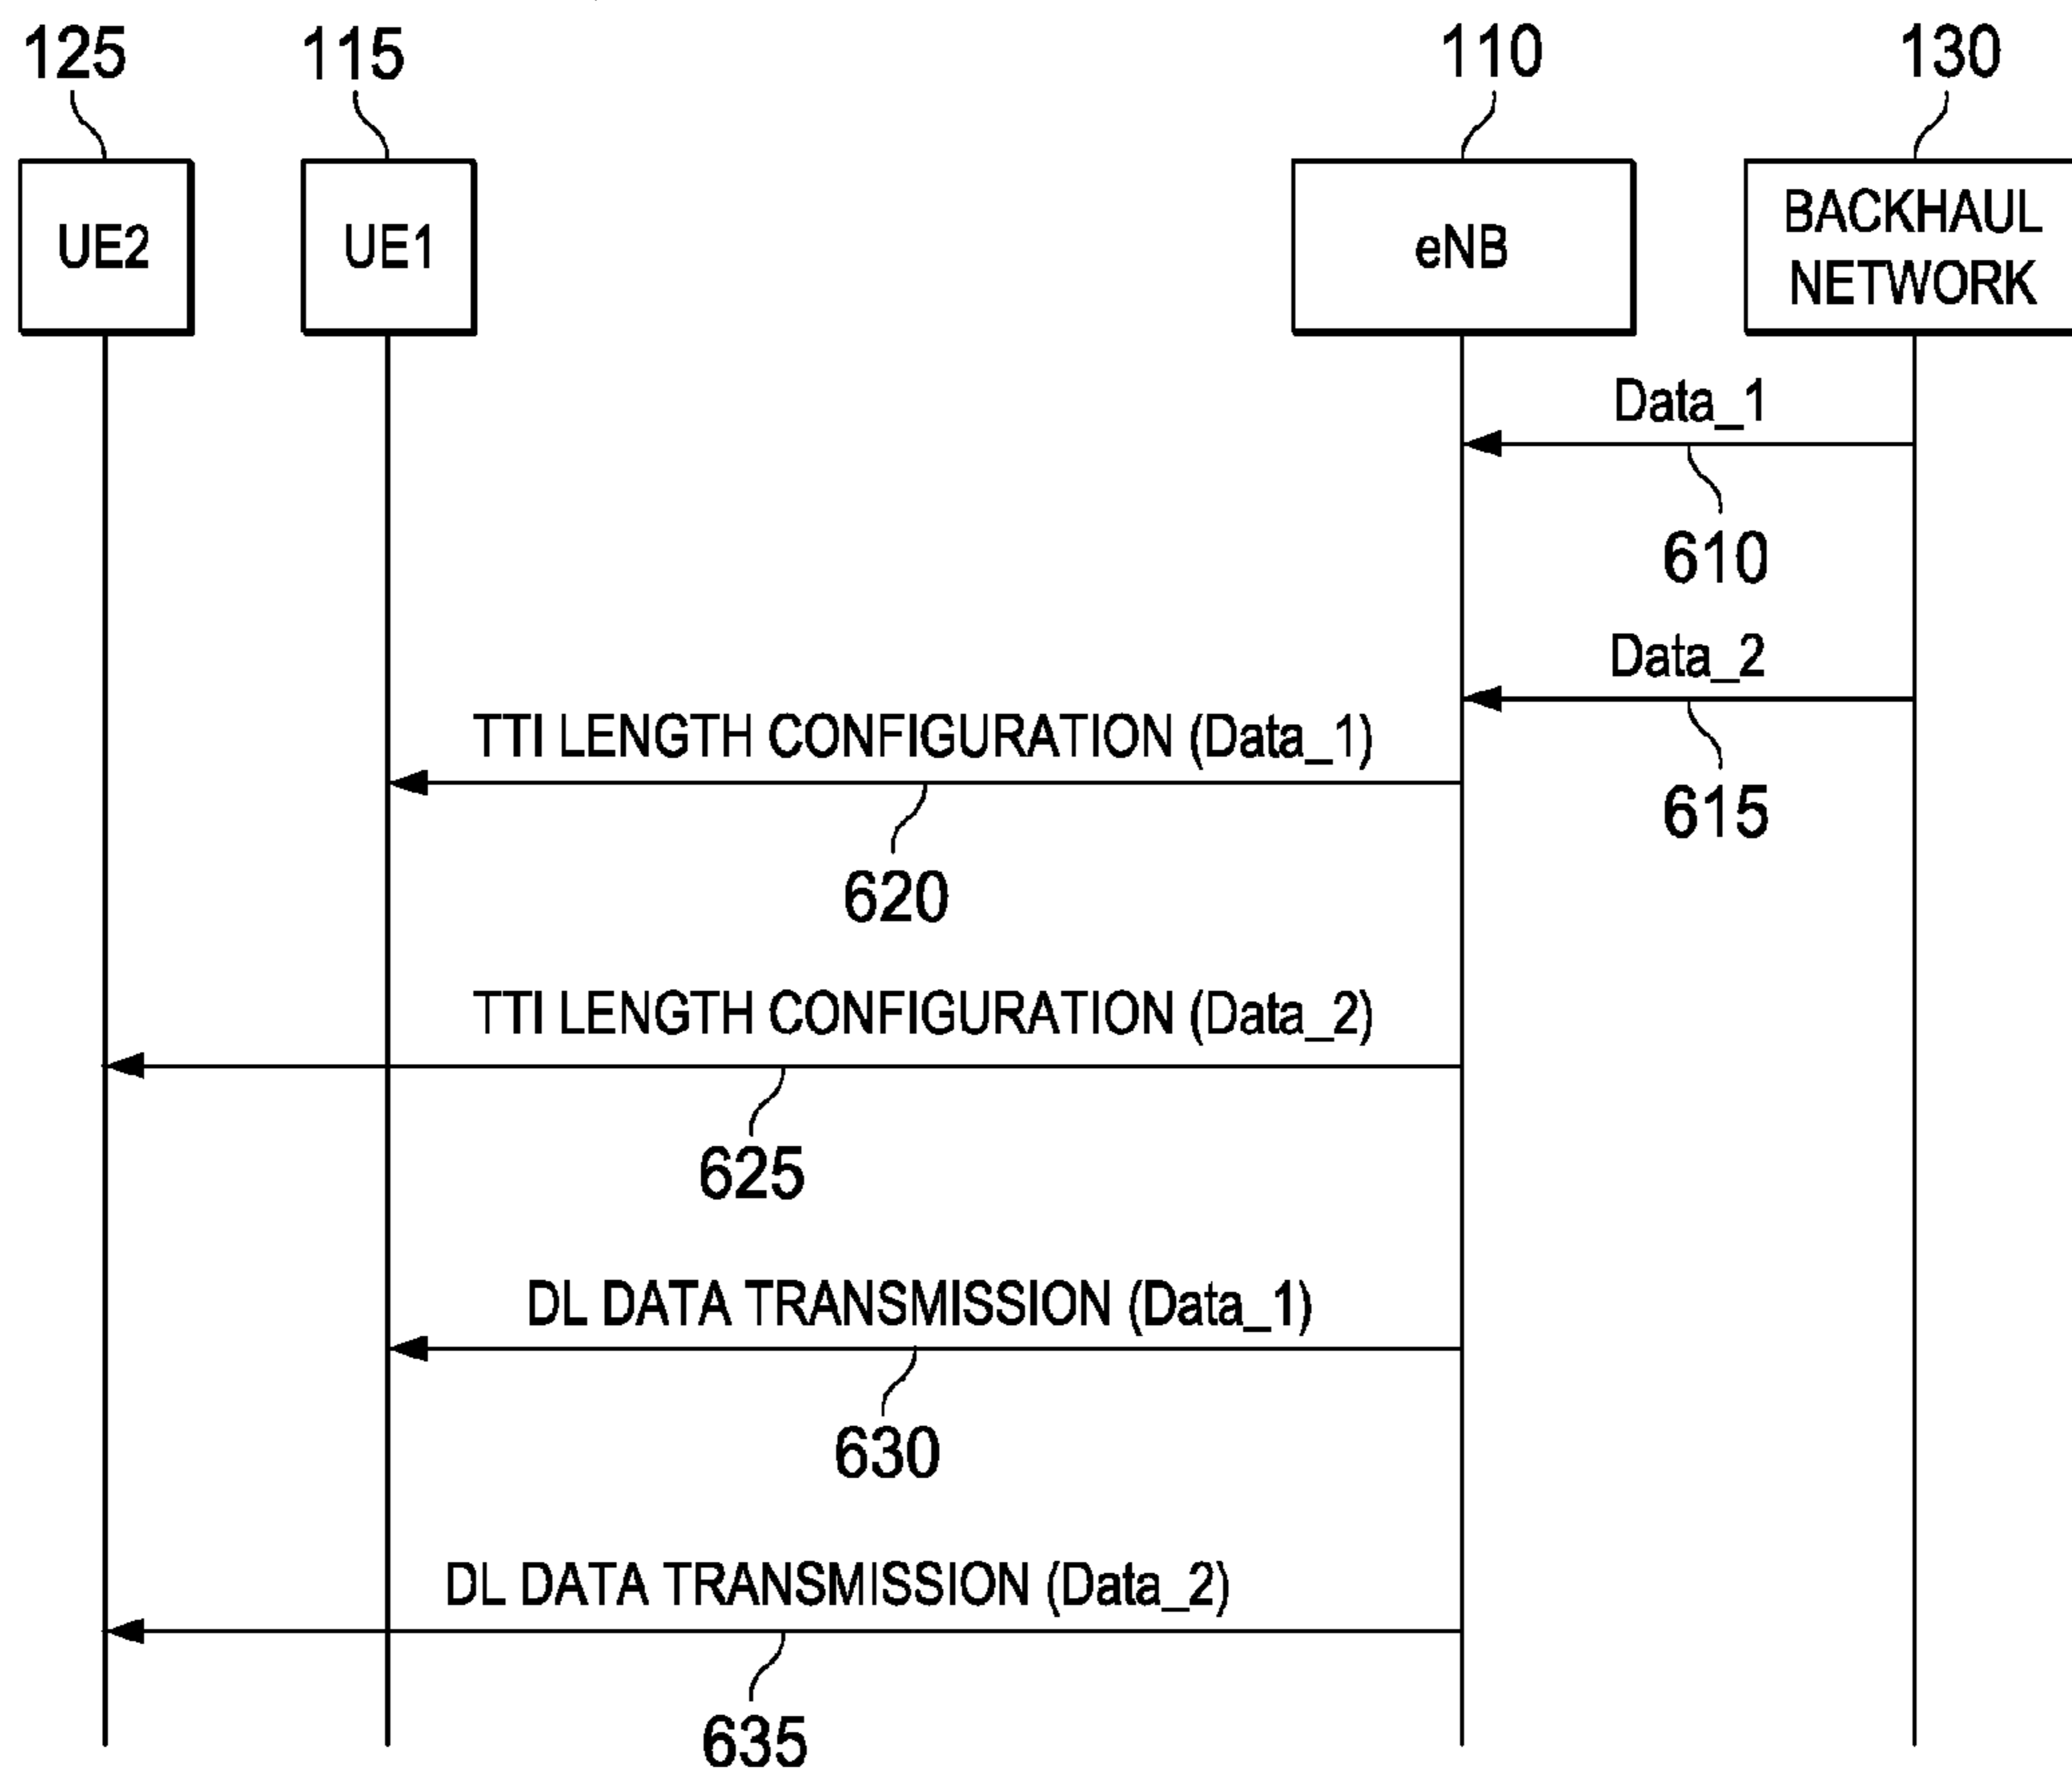 125
115
110
130
UE2
UE1
eNB
BACKHAUL
NETWORK
Data_1
610
Data_2
615
TTI LENGTH CONFIGURATION (Data_1)
620
TTI LENGTH CONFIGURATION (Data_2)
625
DL DATA TRANSMISSION (Data_1)
630
DL DATA TRANSMISSION (Data_2)
635